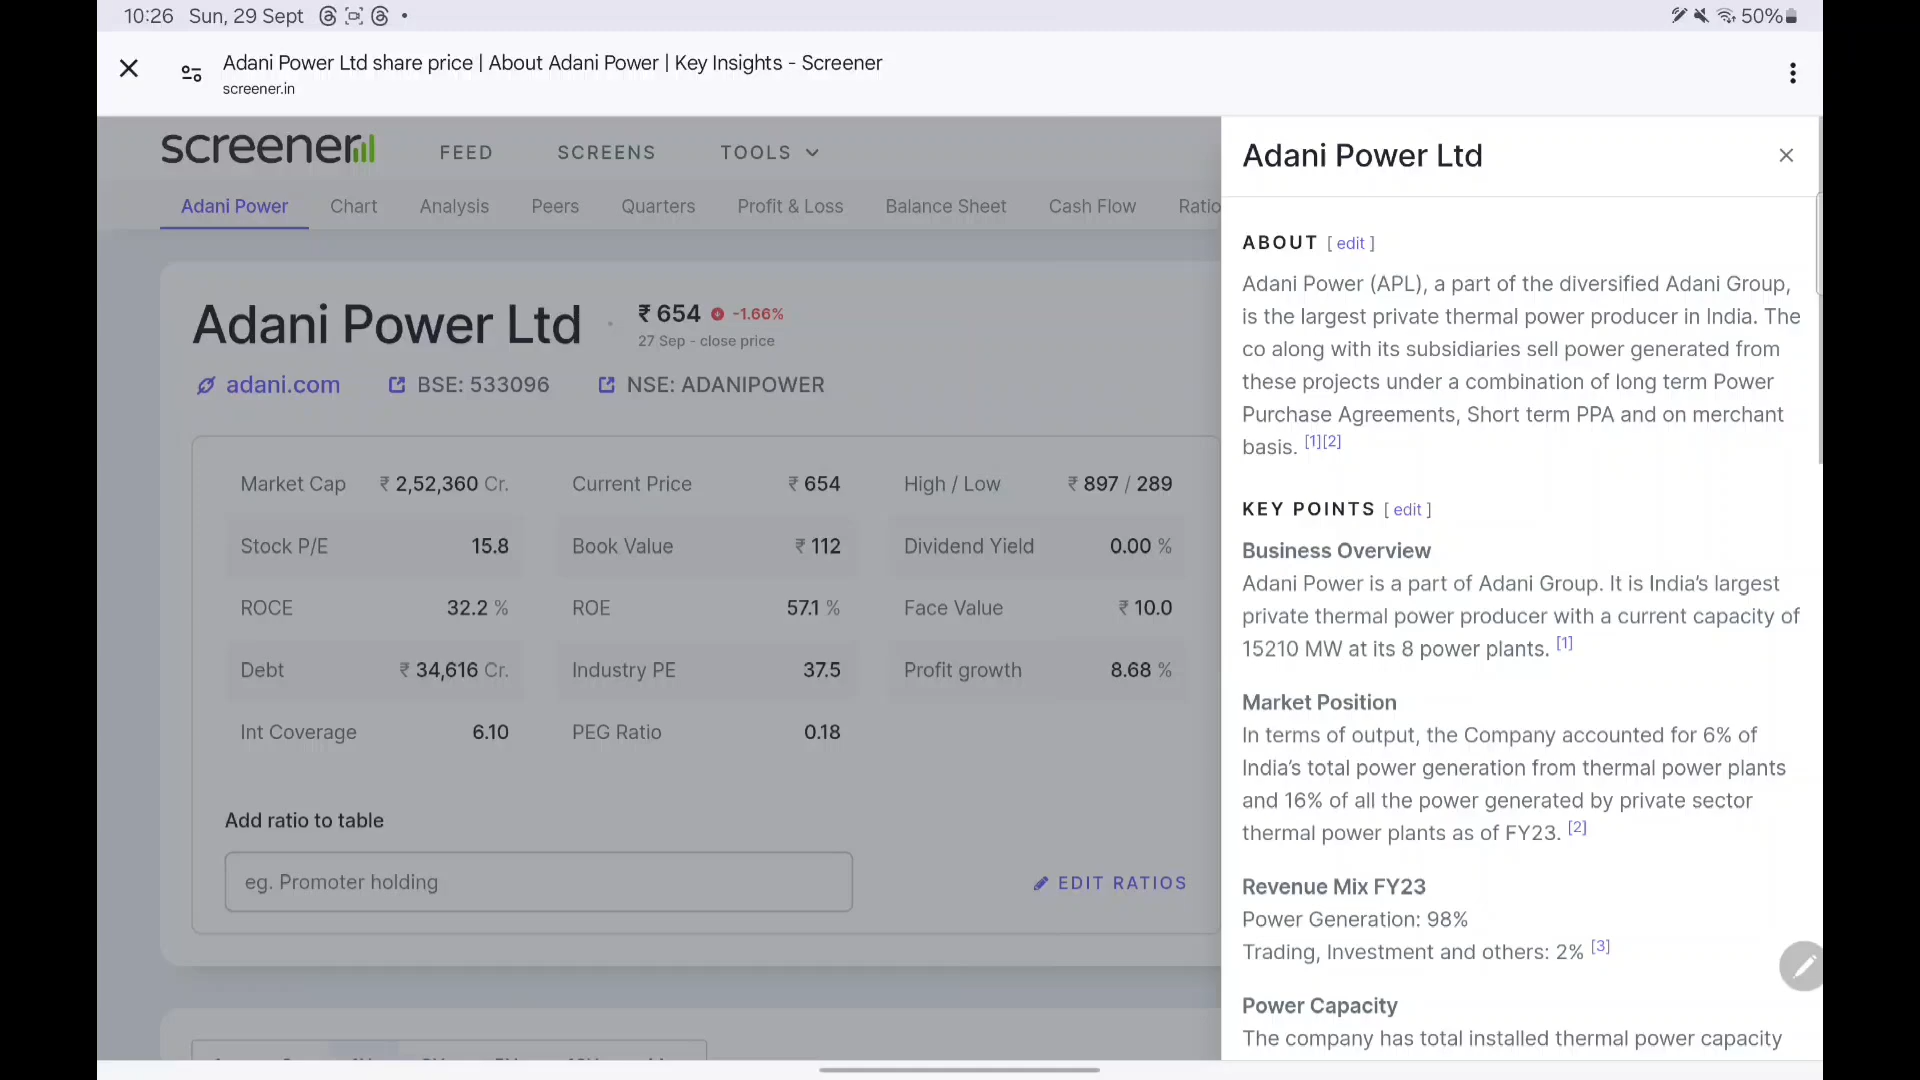 10:26 Sun, 29 Sept
50%
Adani Power Ltd share price | About Adani Power | Key Insights - Screener
screener.in
screener
FEED SCREENS TOOLS
Adani Power Chart Analysis Peers Quarters Profit & Loss Balance Sheet Cash Flow Ratio
Adani Power Ltd
₹ 654 -1.66%
27 Sep - close price
adani.com BSE: 533096 NSE: ADANIPOWER
Market Cap ₹ 2,52,360 Cr. Current Price ₹ 654 High / Low ₹ 897 / 289
Stock P/E 15.8 Book Value ₹ 112 Dividend Yield 0.00 %
ROCE 32.2 % ROE 57.1 % Face Value ₹ 10.0
Debt ₹ 34,616 Cr. Industry PE 37.5 Profit growth 8.68 %
Int Coverage 6.10 PEG Ratio 0.18
Add ratio to table
eg. Promoter holding
EDIT RATIOS
Adani Power Ltd
ABOUT [ edit ]
Adani Power (APL), a part of the diversified Adani Group,
is the largest private thermal power producer in India. The
co along with its subsidiaries sell power generated from
these projects under a combination of long term Power
Purchase Agreements, Short term PPA and on merchant
basis. [1][2]
KEY POINTS [ edit ]
Business Overview
Adani Power is a part of Adani Group. It is India's largest
private thermal power producer with a current capacity of
15210 MW at its 8 power plants. [1]
Market Position
In terms of output, the Company accounted for 6% of
India's total power generation from thermal power plants
and 16% of all the power generated by private sector
thermal power plants as of FY23. [2]
Revenue Mix FY23
Power Generation: 98%
Trading, Investment and others: 2% [3]
Power Capacity
The company has total installed thermal power capacity